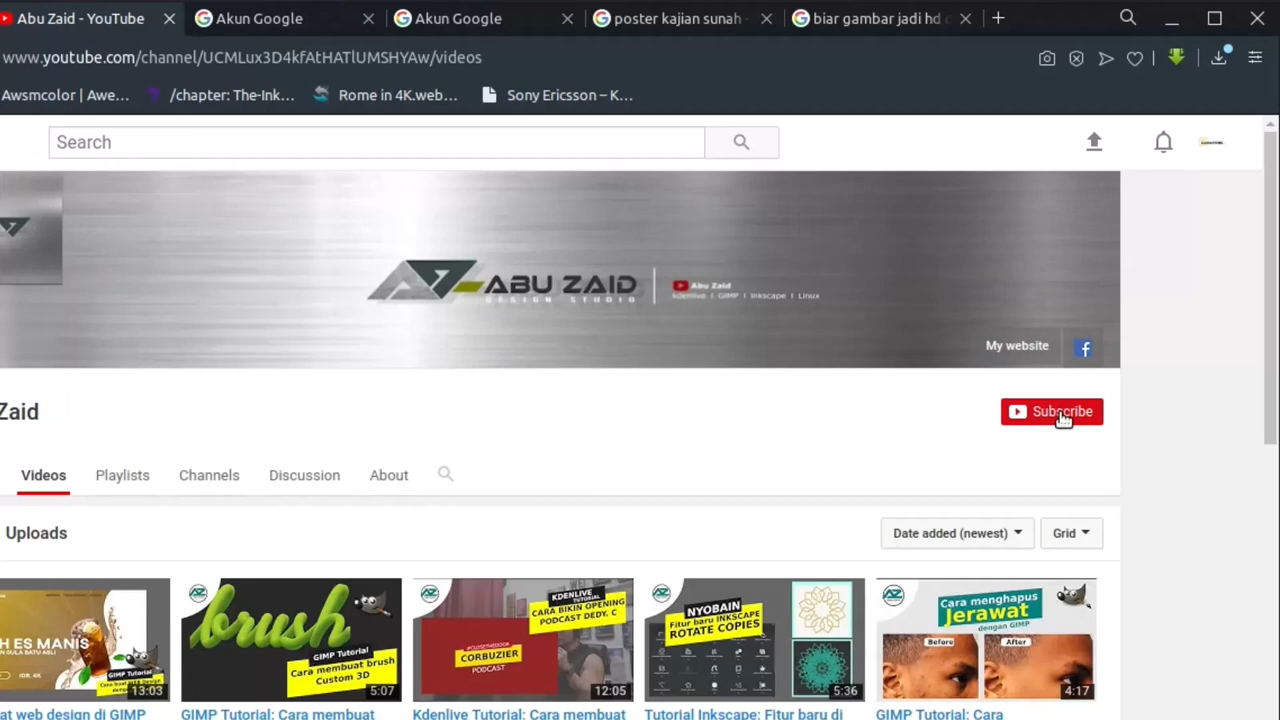 Abu Zaid - YouTube
Akun Google
Akun Google
poster kajian sunah -
biar gambar jadi hd
www.youtube.com/channel/UCMLux3D4kfAtHATlUMSHYAw/videos
Awsmcolor | Awe...
/chapter: The-Ink...
Rome in 4K.web...
Sony Ericsson – K...
Search
ABU ZAID
DESIGN STUDIO
Abu Zaid
kdenlive | GIMP | Inkscape | Linux
My website
Zaid
Subscribe
Videos
Playlists
Channels
Discussion
About
Uploads
Date added (newest)
Grid
H ES MANIS
N GULA BATU ASLI
13:03
brush
GIMP Tutorial
Cara membuat brush
Custom 3D
5:07
KDENLIVE
TUTORIAL
CARA BIKIN OPENING
PODCAST DEDY. C
#CLOSETHEDOOR
CORBUZIER
PODCAST
12:05
NYOBAIN
Fitur baru INKSCAPE
ROTATE COPIES
5:36
Cara menghapus
Jerawat
dengan GIMP
Before
After
4:17
at web design di GIMP
GIMP Tutorial: Cara membuat
Kdenlive Tutorial: Cara membuat
Tutorial Inkscape: Fitur baru di
GIMP Tutorial: Cara